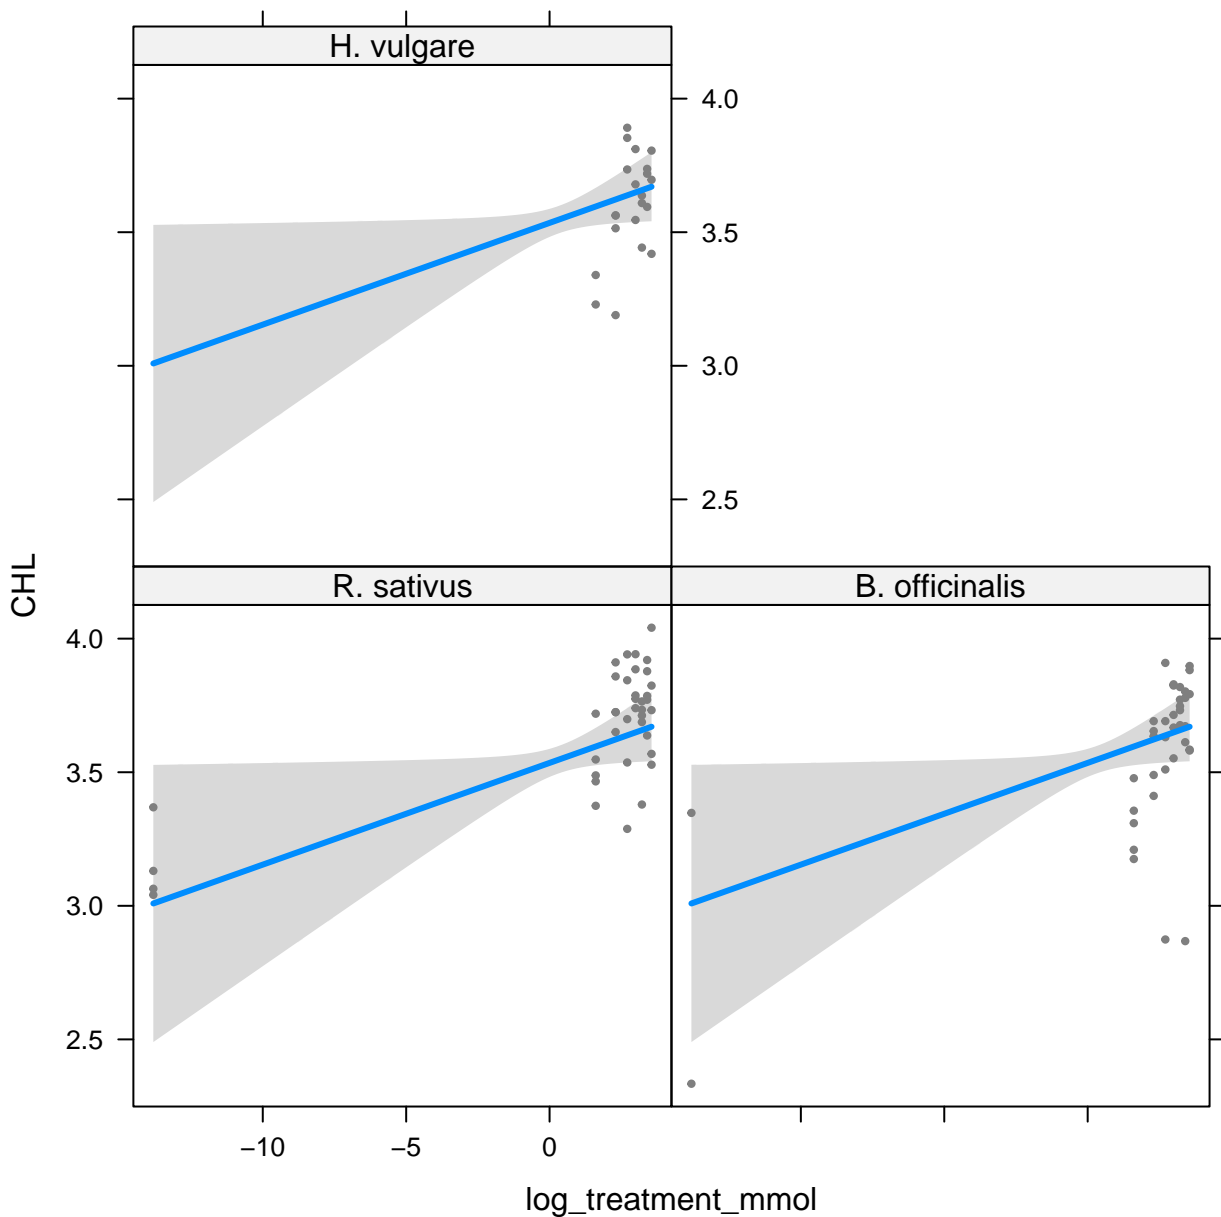 H. vulgare
4.0
3.5
3.0
2.5
CHL
R. sativus
B. officinalis
4.0
3.5
3.0
2.5
−10
−5
0
log_treatment_mmol